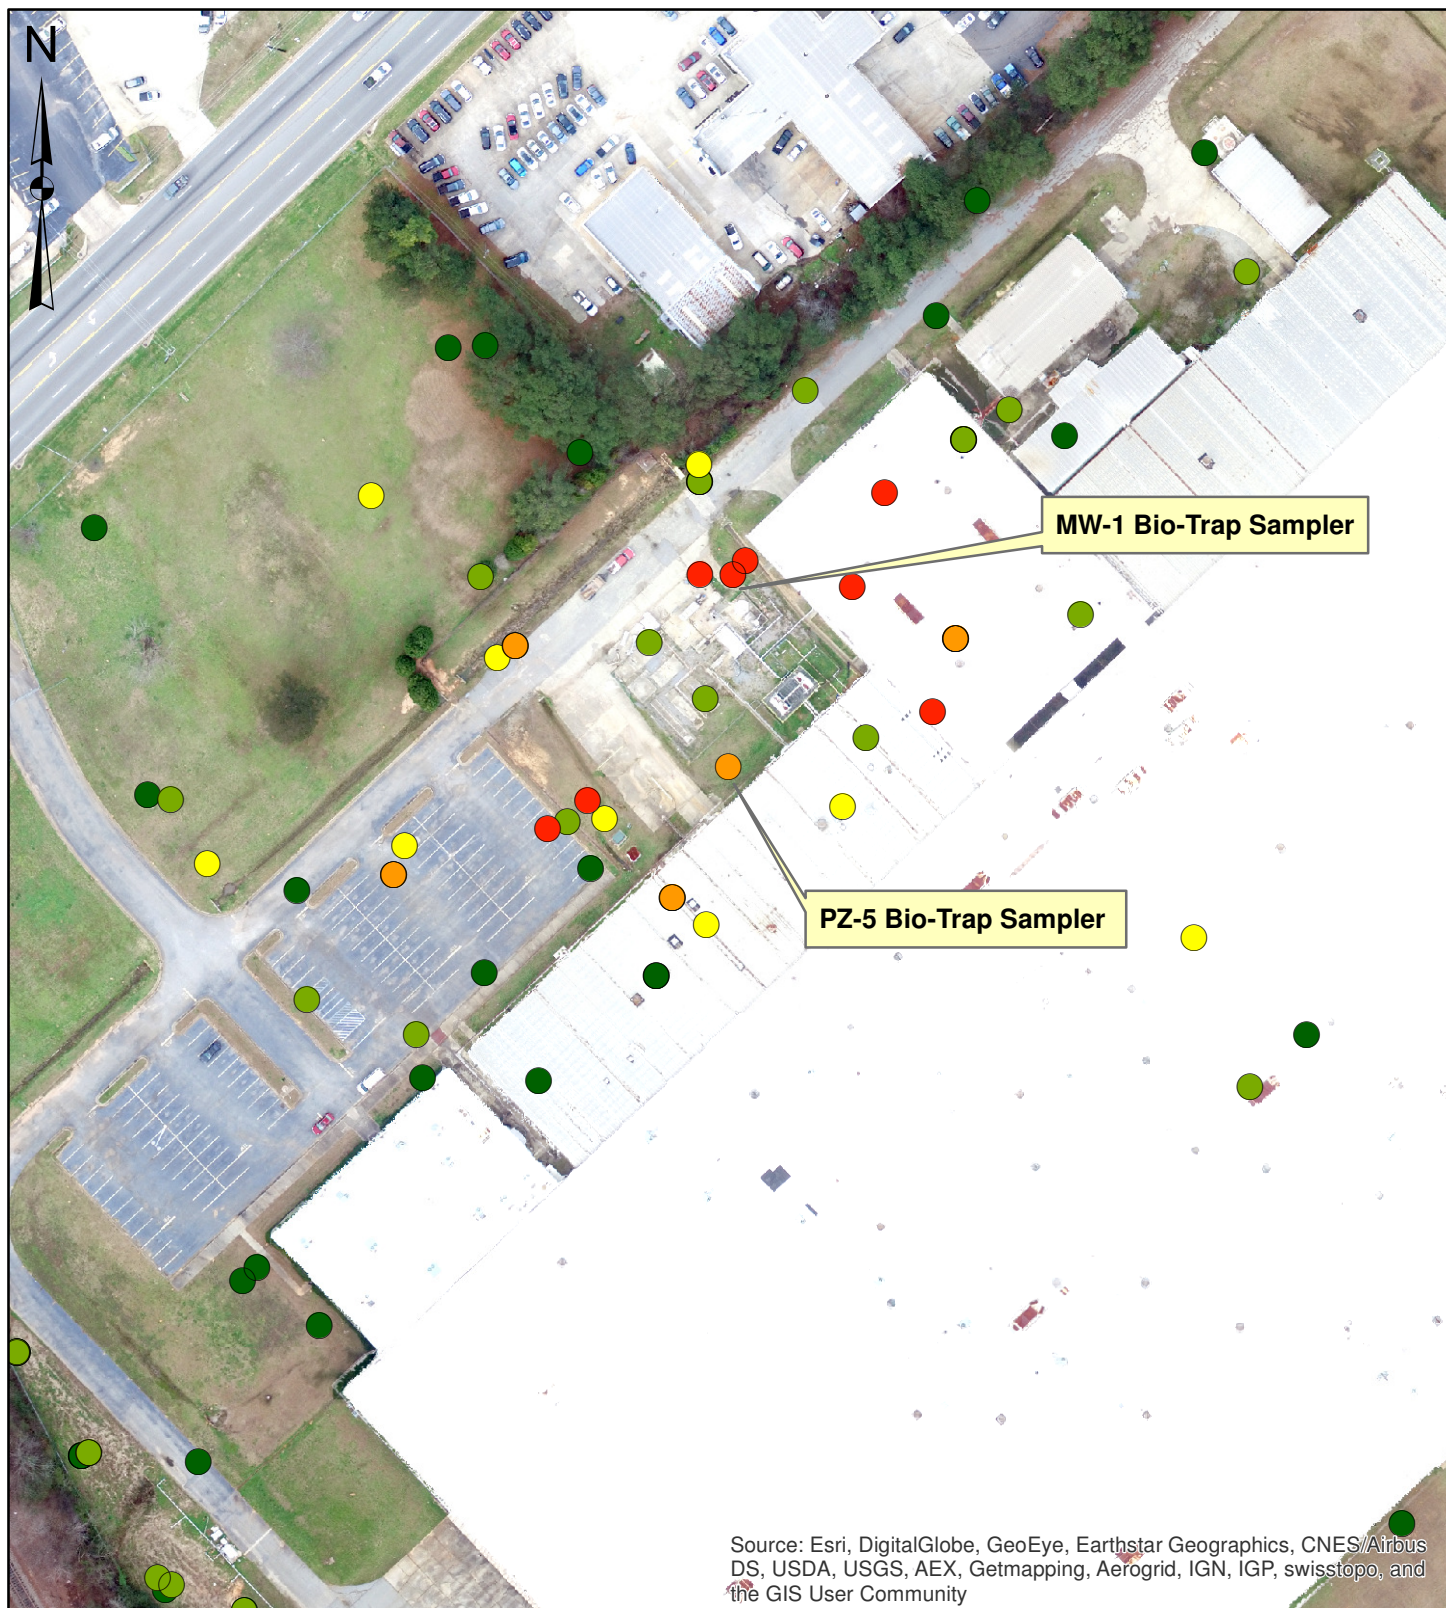 N
MW-1 Bio-Trap Sampler
PZ-5 Bio-Trap Sampler
Source: Esri, DigitalGlobe, GeoEye, Earthstar Geographics, CNES/Airbus
DS, USDA, USGS, AEX, Getmapping, Aerogrid, IGN, IGP, swisstopo, and
the GIS User Community